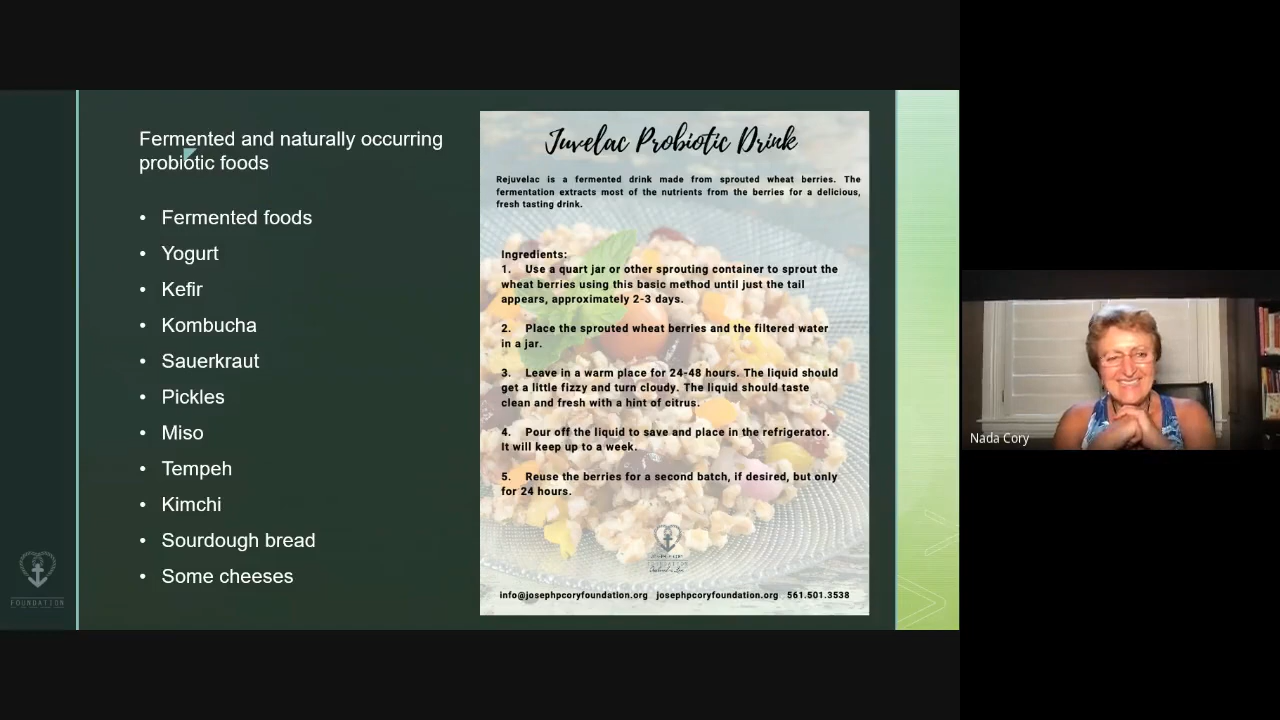 Fermented and naturally occurring
probiotic foods
• Fermented foods
• Yogurt
• Kefir
• Kombucha
• Sauerkraut
• Pickles
• Miso
• Tempeh
• Kimchi
• Sourdough bread
• Some cheeses
FOUNDATION
Juvelac Probiotic Drink
Rejuvelac is a fermented drink made from sprouted wheat berries. The
fermentation extracts most of the nutrients from the berries for a delicious,
fresh tasting drink.
Ingredients:
1. Use a quart jar or other sprouting container to sprout the
wheat berries using this basic method until just the tail
appears, approximately 2-3 days.
2. Place the sprouted wheat berries and the filtered water
in a jar.
3. Leave in a warm place for 24-48 hours. The liquid should
get a little fizzy and turn cloudy. The liquid should taste
clean and fresh with a hint of citrus.
4. Pour off the liquid to save and place in the refrigerator.
It will keep up to a week.
5. Reuse the berries for a second batch, if desired, but only
for 24 hours.
FOUNDATION
info@josephpcoryfoundation.org josephpcoryfoundation.org 561.501.3538
Nada Cory